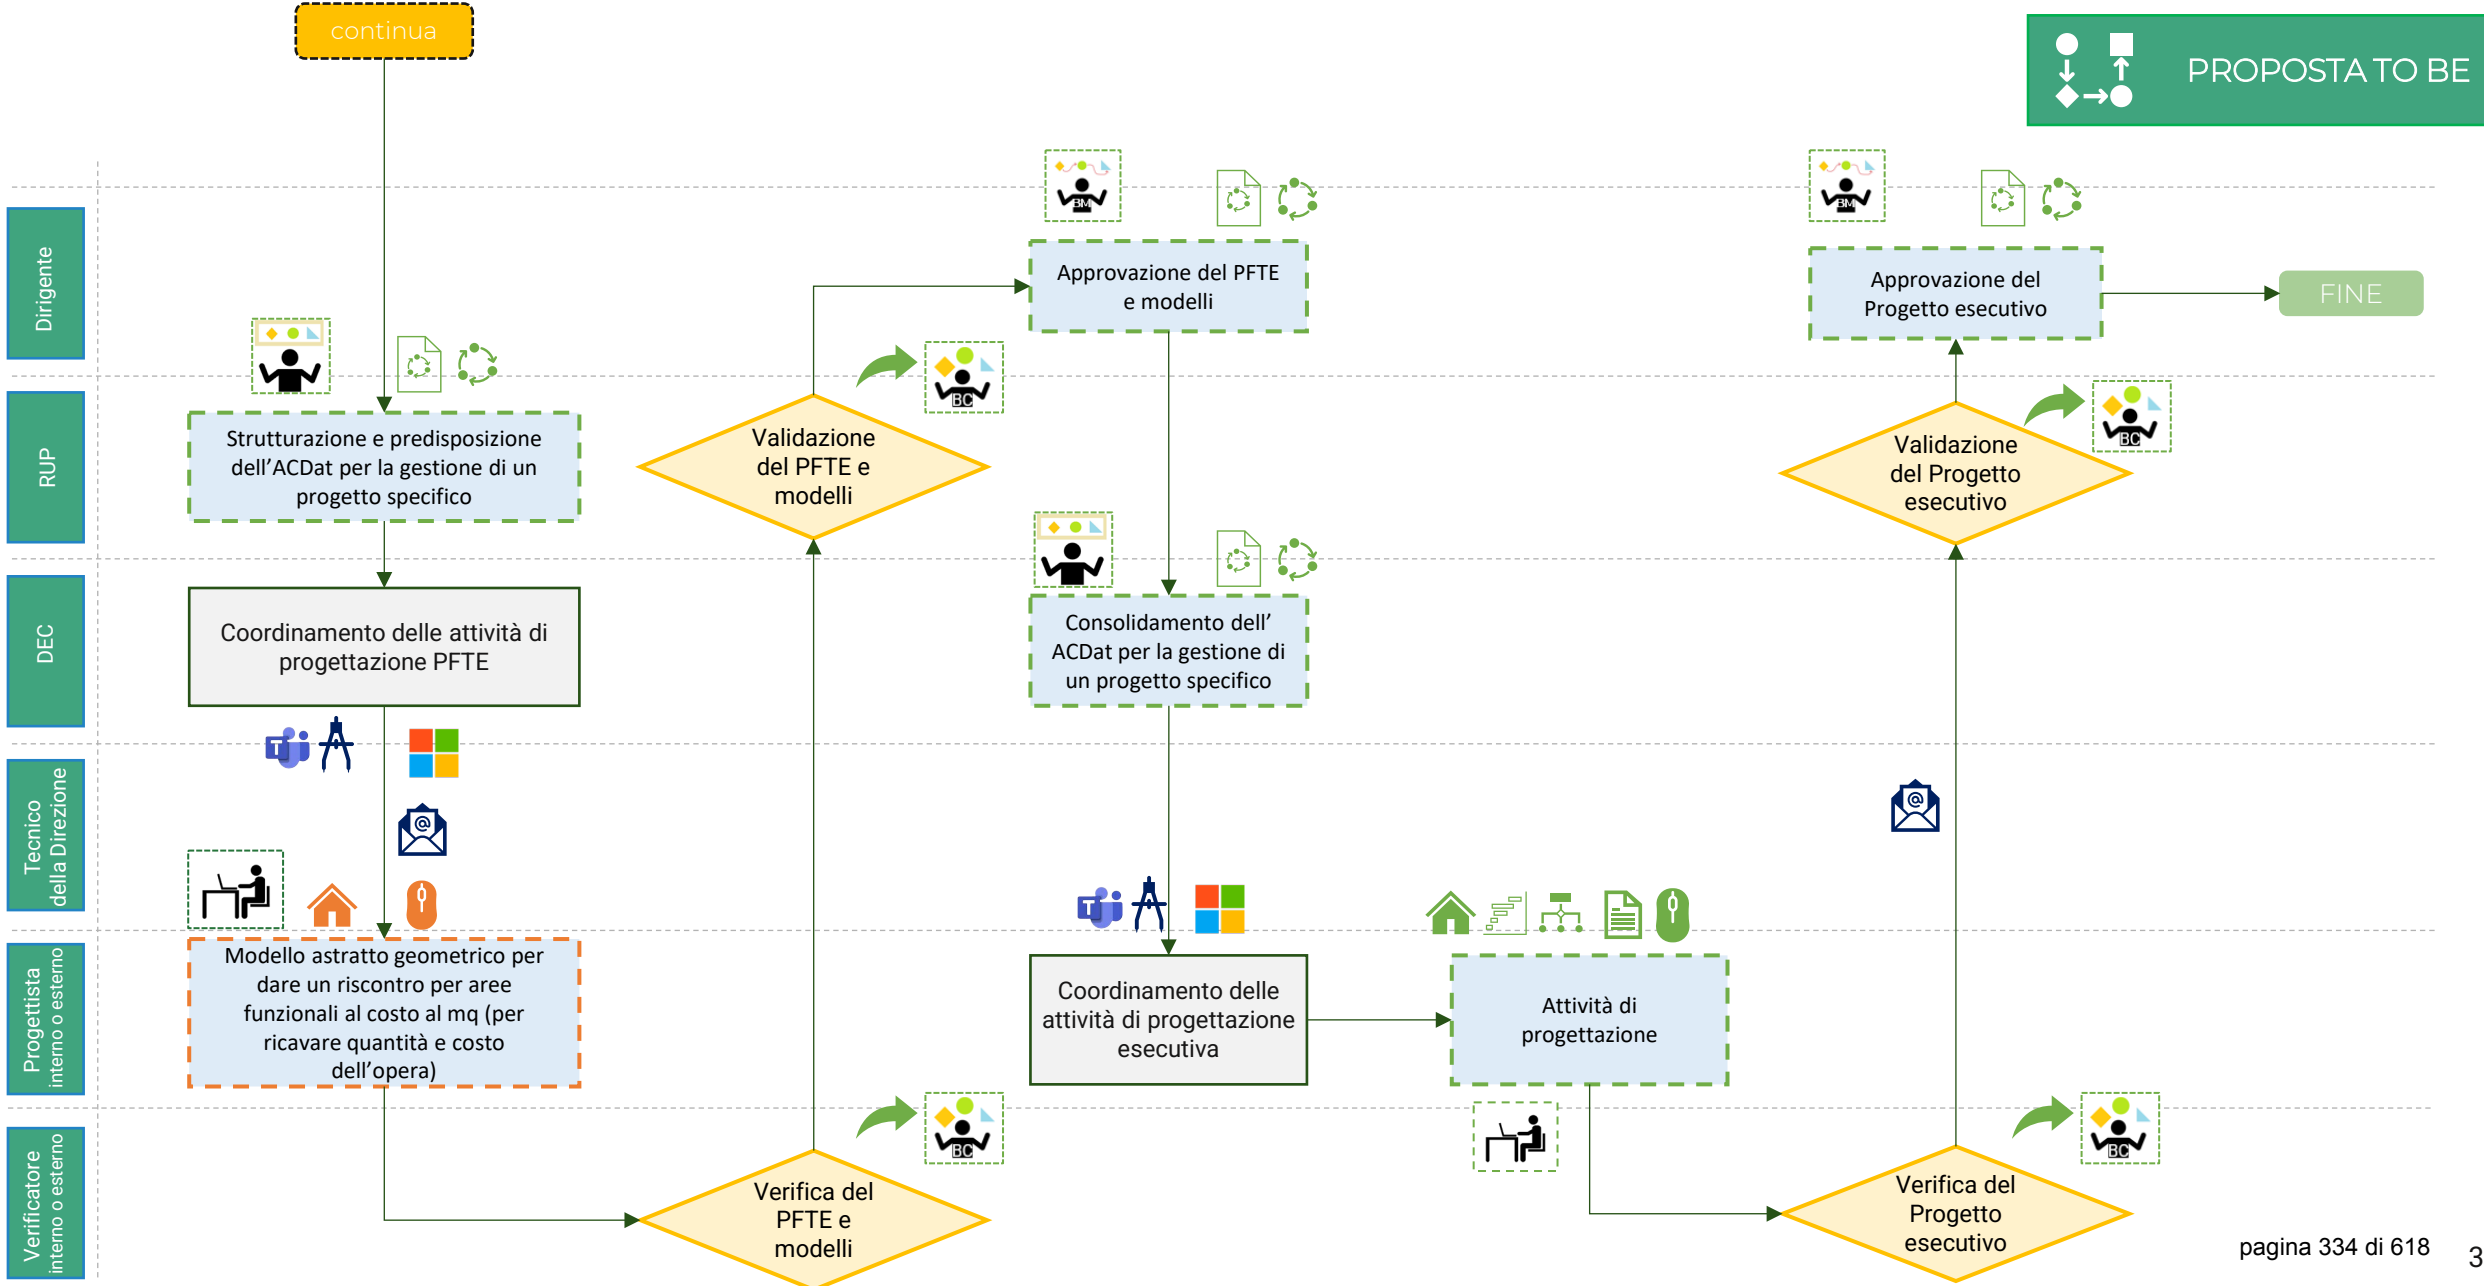 continua
PROPOSTA TO BE
Dirigente
RUP
DEC
Tecnico
della Direzione
Progettista
interno o esterno
Verificatore
interno o esterno
Strutturazione e predisposizione
dell’ACDat per la gestione di un
progetto specifico
Coordinamento delle attività di
progettazione PFTE
T
@
Modello astratto geometrico per
dare un riscontro per aree
funzionali al costo al mq (per
ricavare quantità e costo
dell’opera)
Verifica del
PFTE e
modelli
BC
Validazione
del PFTE e
modelli
BC
BM
Approvazione del PFTE
e modelli
Consolidamento dell’
ACDat per la gestione di
un progetto specifico
T
Coordinamento delle
attività di progettazione
esecutiva
Attività di
progettazione
Verifica del
Progetto
esecutivo
BC
@
Validazione
del Progetto
esecutivo
BC
BM
Approvazione del
Progetto esecutivo
FINE
pagina 334 di 618
3